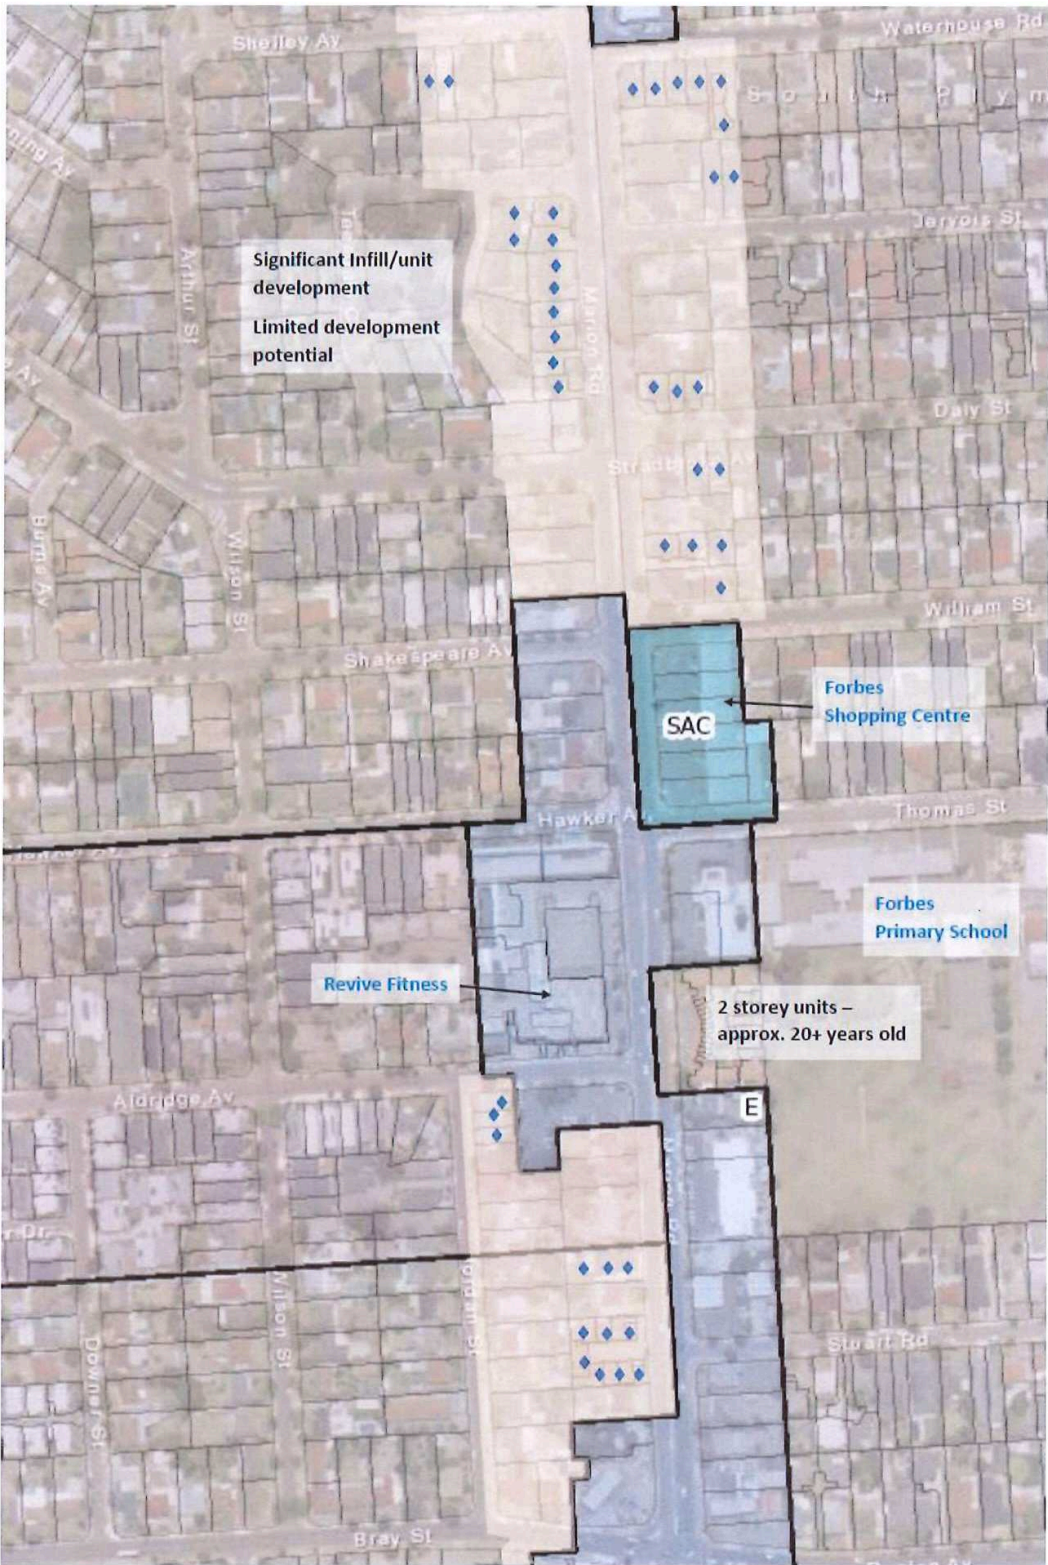 Shelley Av
Waterhouse Rd
South Plym
Jervois St
Arthur St
Significant Infill/unit
development
Limited development
potential
Marion Rd
Daly St
Burns Av
Wilson St
William St
Shakespeare Av
Forbes
Shopping Centre
SAC
Thomas St
Hawker A
Forbes
Primary School
Revive Fitness
2 storey units –
approx. 20+ years old
Aldridge Av
E
r Dr
Wilson St
Downer St
Stuart Rd
Bray St